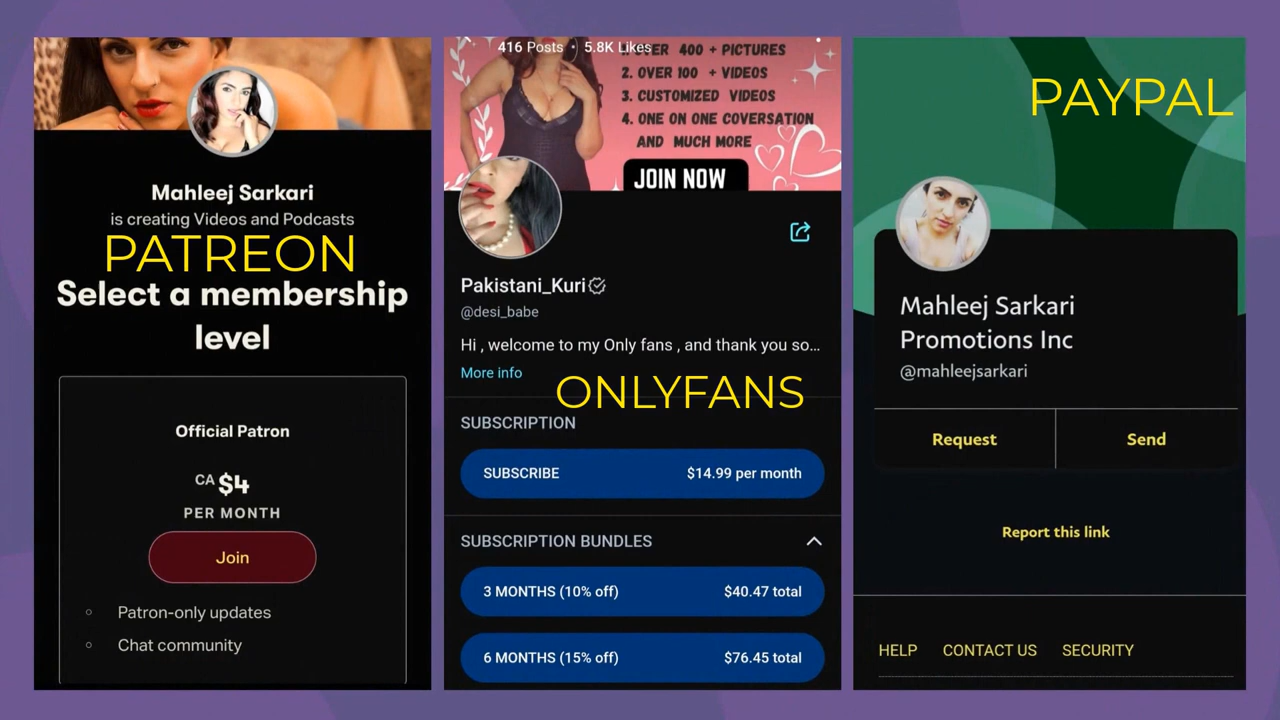 Mahleej Sarkari
is creating Videos and Podcasts
PATREON
Select a membership
level
Official Patron
CA $4
PER MONTH
Join
Patron-only updates
Chat community
416 Posts • 5.8K Likes
OVER 400 + PICTURES
2. OVER 100 + VIDEOS
3. CUSTOMIZED VIDEOS
4. ONE ON ONE COVERSATION
AND MUCH MORE
JOIN NOW
Pakistani_Kuri
@desi_babe
Hi , welcome to my Only fans , and thank you so...
More info
ONLYFANS
SUBSCRIPTION
SUBSCRIBE $14.99 per month
SUBSCRIPTION BUNDLES
3 MONTHS (10% off) $40.47 total
6 MONTHS (15% off) $76.45 total
PAYPAL
Mahleej Sarkari
Promotions Inc
@mahleejsarkari
Request Send
Report this link
HELP CONTACT US SECURITY